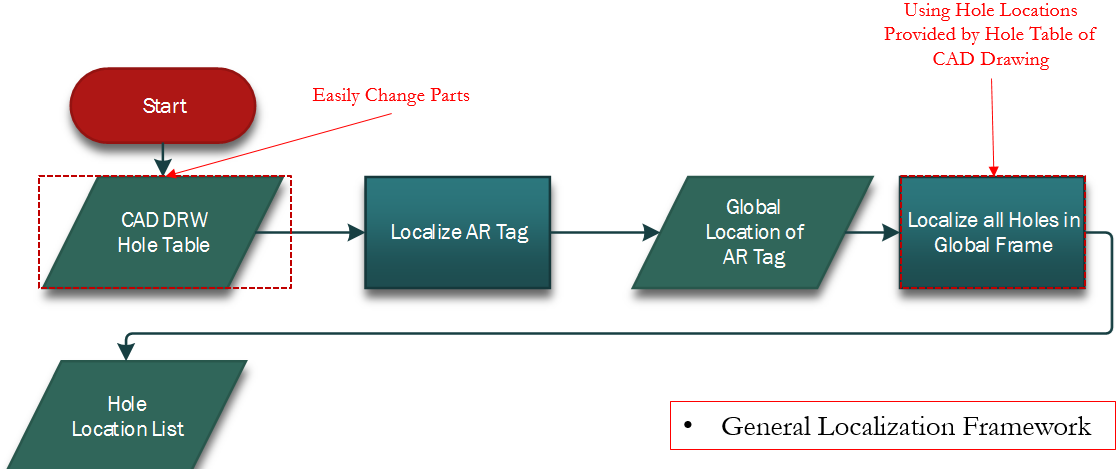 Using Hole Locations
Provided by Hole Table of
CAD Drawing
Easily Change Parts
Start
CAD DRW
Hole Table
Localize AR Tag
Global
Location of
AR Tag
Localize all Holes in
Global Frame
Hole
Location List
• General Localization Framework